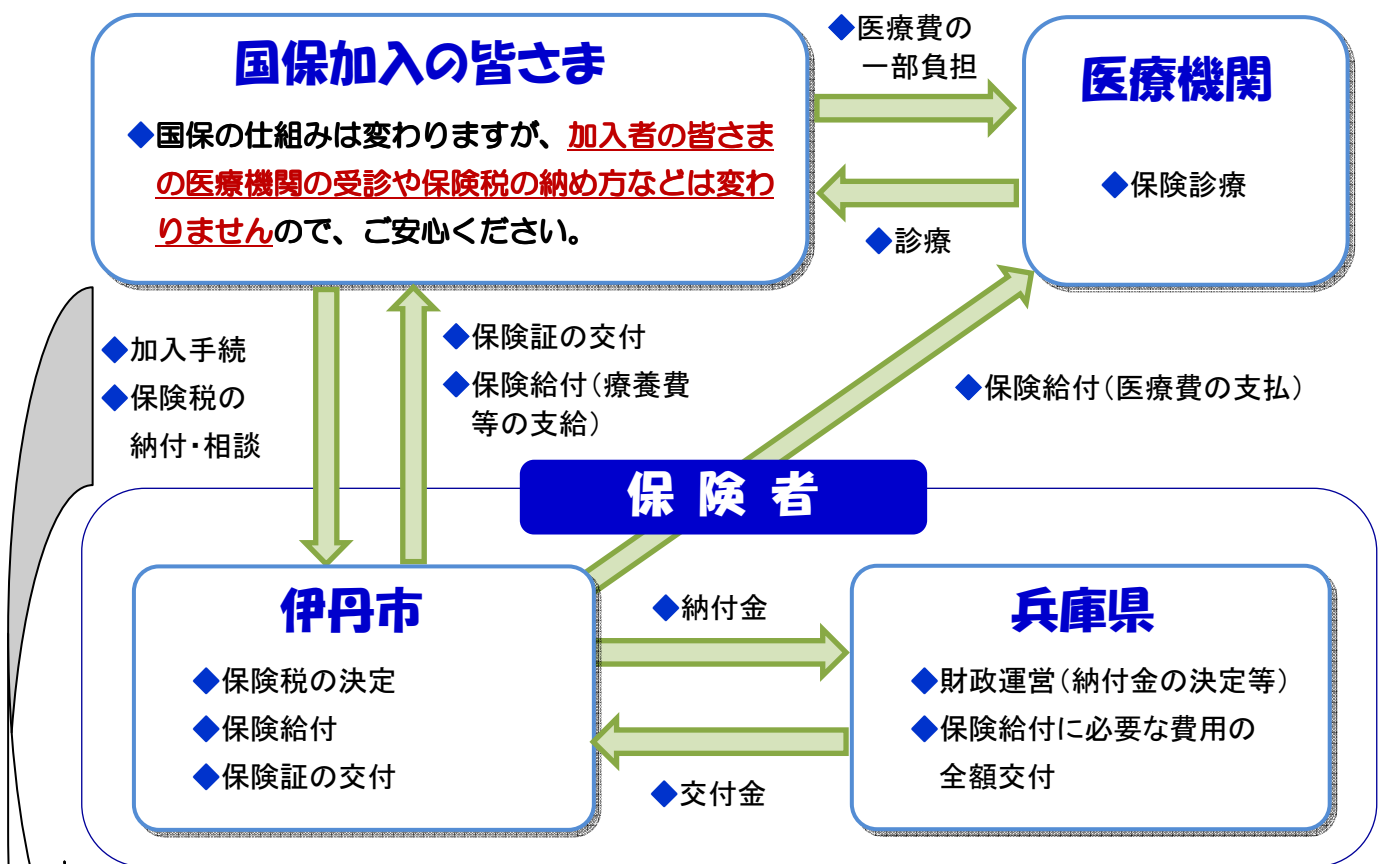 国保加入の皆さま
◆国保の仕組みは変わりますが、加入者の皆さま
の医療機関の受診や保険税の納め方などは変わ
りませんので、ご安心ください。
◆医療費の
一部負担
医療機関
◆保険診療
◆診療
◆加入手続
◆保険税の
納付・相談
◆保険証の交付
◆保険給付（療養費
等の支給）
◆保険給付（医療費の支払）
保険者
伊丹市
◆保険税の決定
◆保険給付
◆保険証の交付
◆納付金
◆交付金
兵庫県
◆財政運営（納付金の決定等）
◆保険給付に必要な費用の
全額交付